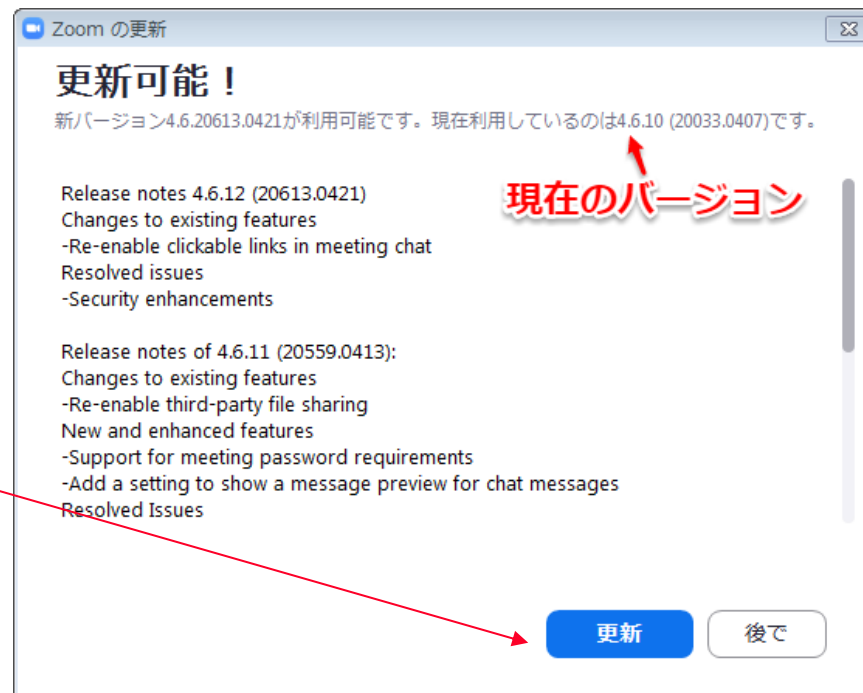 Zoom の更新
更新可能！
新バージョン4.6.20613.0421が利用可能です。現在利用しているのは4.6.10 (20033.0407)です。
現在のバージョン
Release notes 4.6.12 (20613.0421)
Changes to existing features
-Re-enable clickable links in meeting chat
Resolved issues
-Security enhancements
Release notes of 4.6.11 (20559.0413):
Changes to existing features
-Re-enable third-party file sharing
New and enhanced features
-Support for meeting password requirements
-Add a setting to show a message preview for chat messages
Resolved Issues
更新
後で